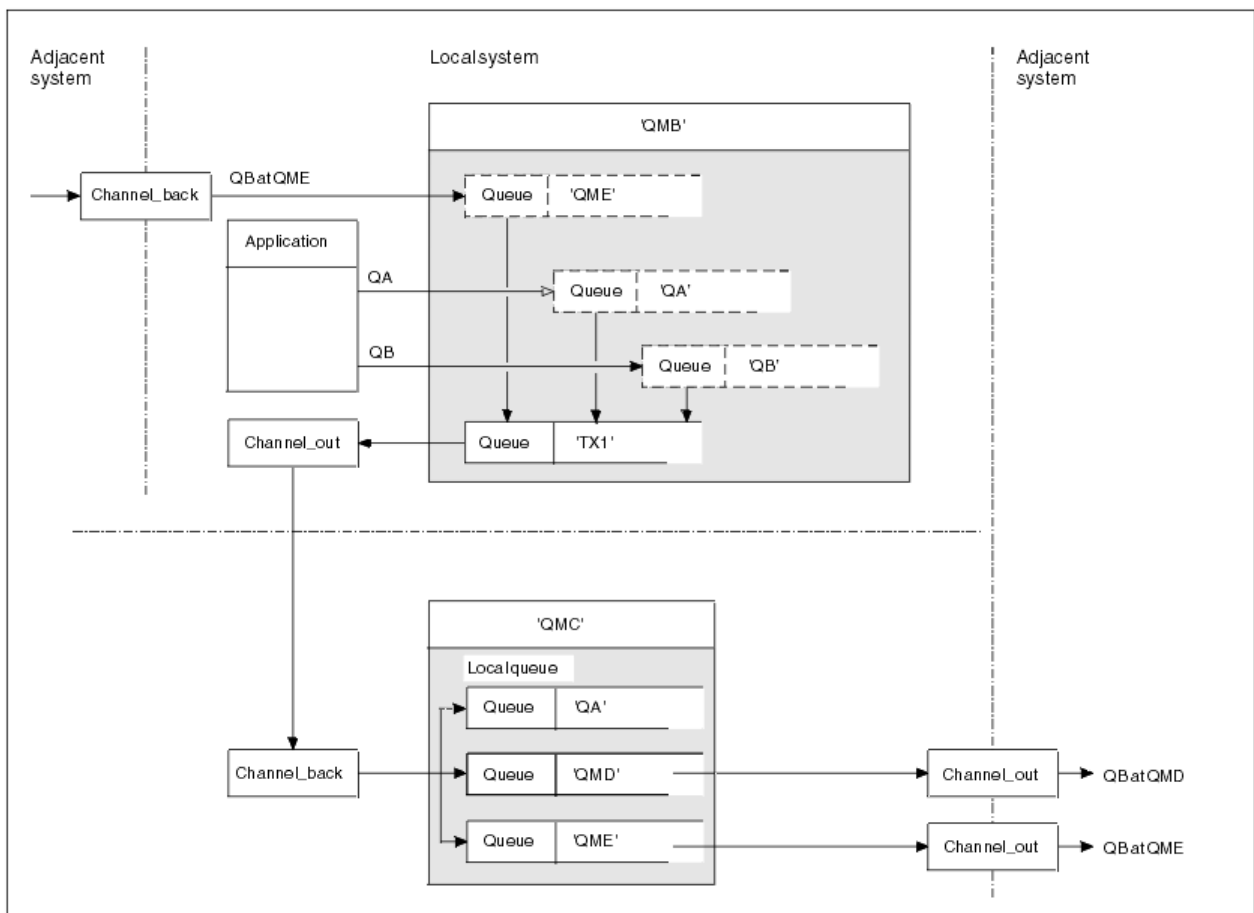 Adjacent
system
Localsystem
Adjacent
system
'QMB'
Channel_back
QBatQME
Queue
'QME'
Application
QA
Queue
'QA'
QB
Queue
'QB'
Channel_out
Queue
'TX1'
'QMC'
Localqueue
Queue
'QA'
Channel_back
Queue
'QMD'
Channel_out
QBatQMD
Queue
'QME'
Channel_out
QBatQME